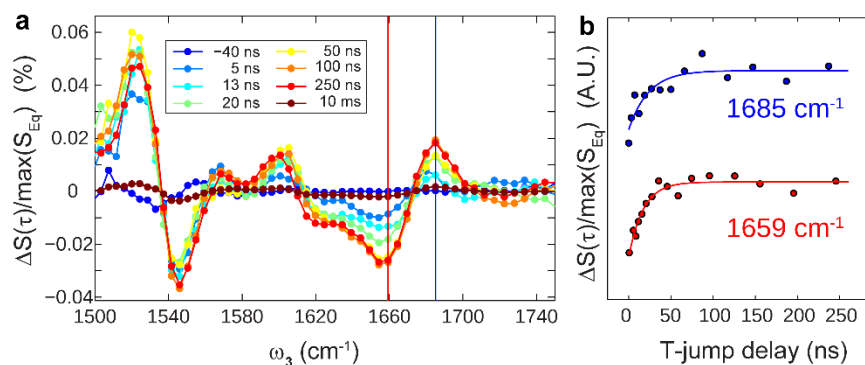 a
ΔS(τ)/max(S_Eq) (%)
0.06
0.04
0.02
0
−0.02
−0.04
−40 ns
5 ns
13 ns
20 ns
50 ns
100 ns
250 ns
10 ms
1500 1540 1580 1620 1660 1700 1740
ω₃ (cm⁻¹)
b
ΔS(τ)/max(S_Eq) (A.U.)
1685 cm⁻¹
1659 cm⁻¹
0 50 100 150 200 250
T-jump delay (ns)